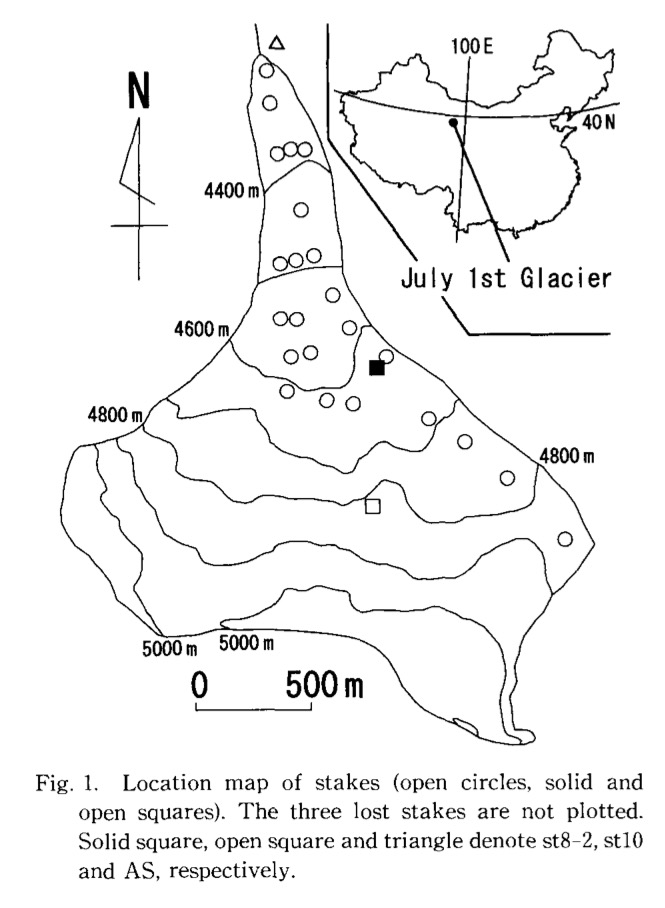 100 E
N
40 N
4400 m
July 1st Glacier
4600 m
4800 m
4800 m
5000 m
5000 m
0 500 m
Fig. 1. Location map of stakes (open circles, solid and
open squares). The three lost stakes are not plotted.
Solid square, open square and triangle denote st8-2, st10
and AS, respectively.